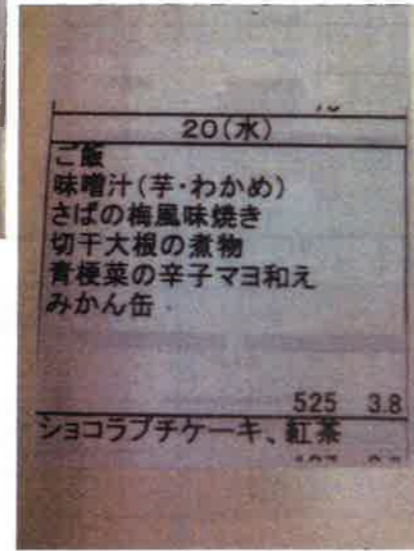 20(水)
ご飯
味噌汁(芋・わかめ)
さばの梅風味焼き
切干大根の煮物
青梗菜の辛子マヨ和え
みかん缶
525 3.8
ショコラプチケーキ、紅茶